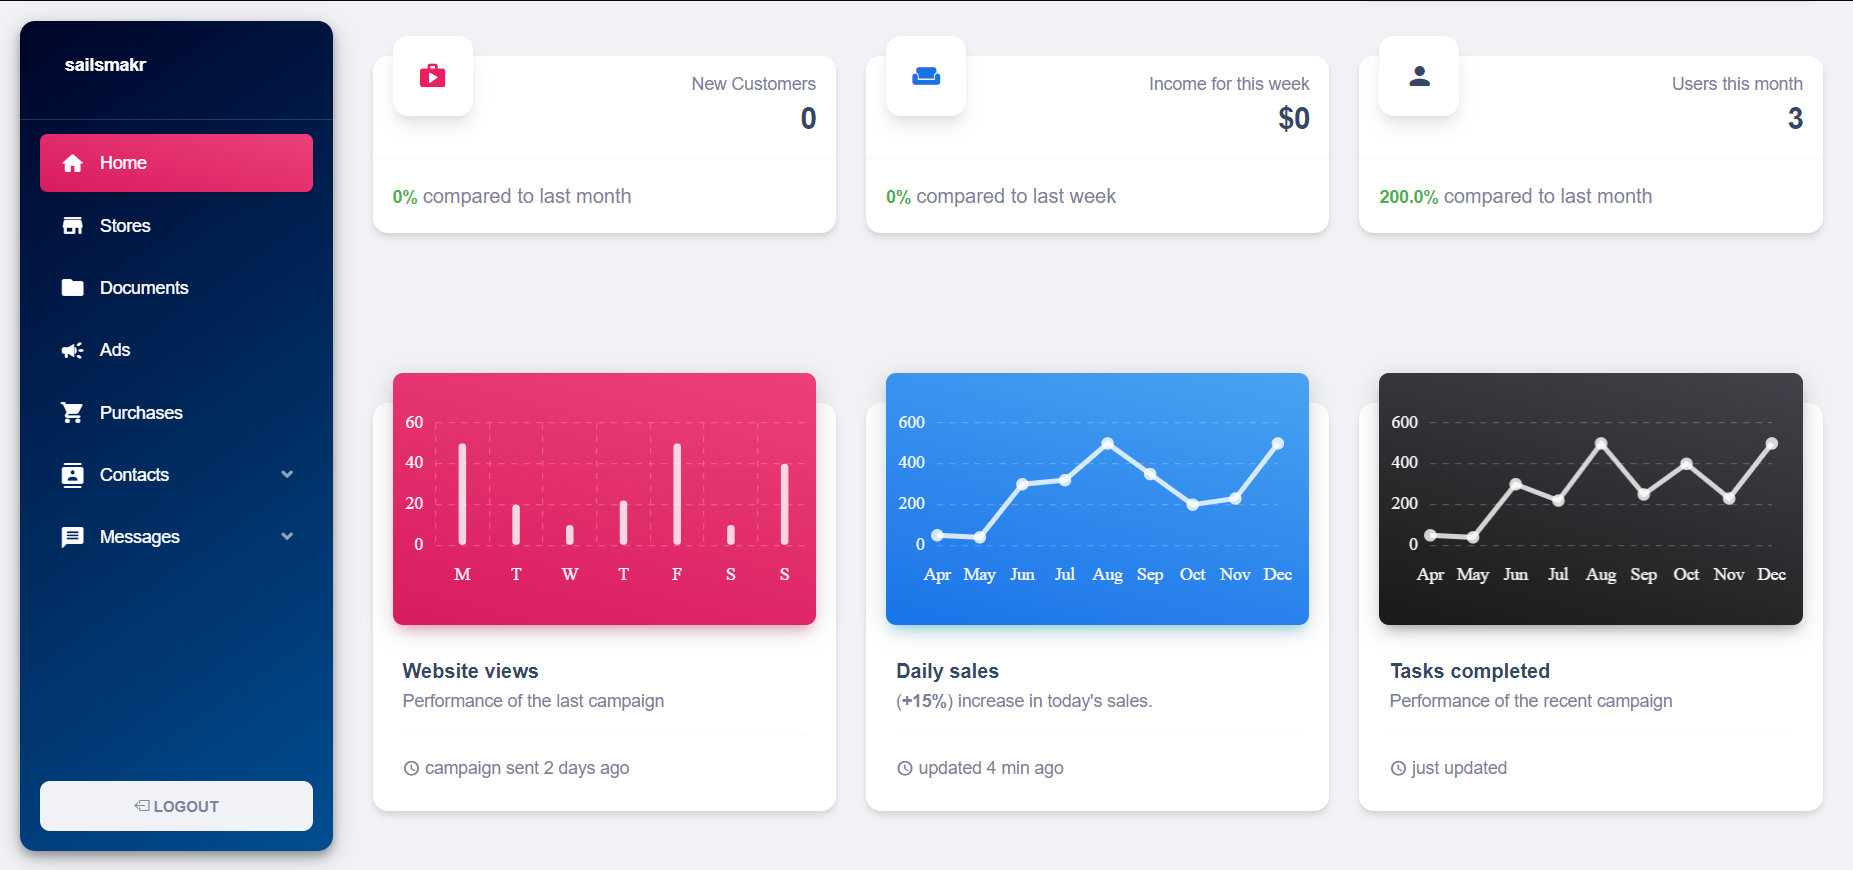 sailsmakr
Home
Stores
Documents
Ads
Purchases
Contacts
Messages
LOGOUT
New Customers
0
0% compared to last month
Income for this week
$0
0% compared to last week
Users this month
3
200.0% compared to last month
60
40
20
0
M T W T F S S
Website views
Performance of the last campaign
campaign sent 2 days ago
600
400
200
0
Apr May Jun Jul Aug Sep Oct Nov Dec
Daily sales
(+15%) increase in today's sales.
updated 4 min ago
600
400
200
0
Apr May Jun Jul Aug Sep Oct Nov Dec
Tasks completed
Performance of the recent campaign
just updated